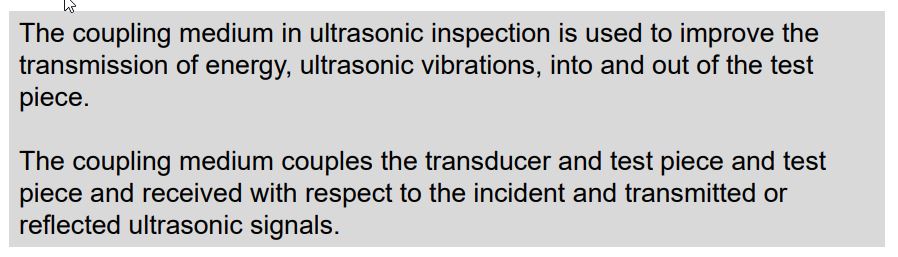 The coupling medium in ultrasonic inspection is used to improve the
transmission of energy, ultrasonic vibrations, into and out of the test
piece.
The coupling medium couples the transducer and test piece and test
piece and received with respect to the incident and transmitted or
reflected ultrasonic signals.